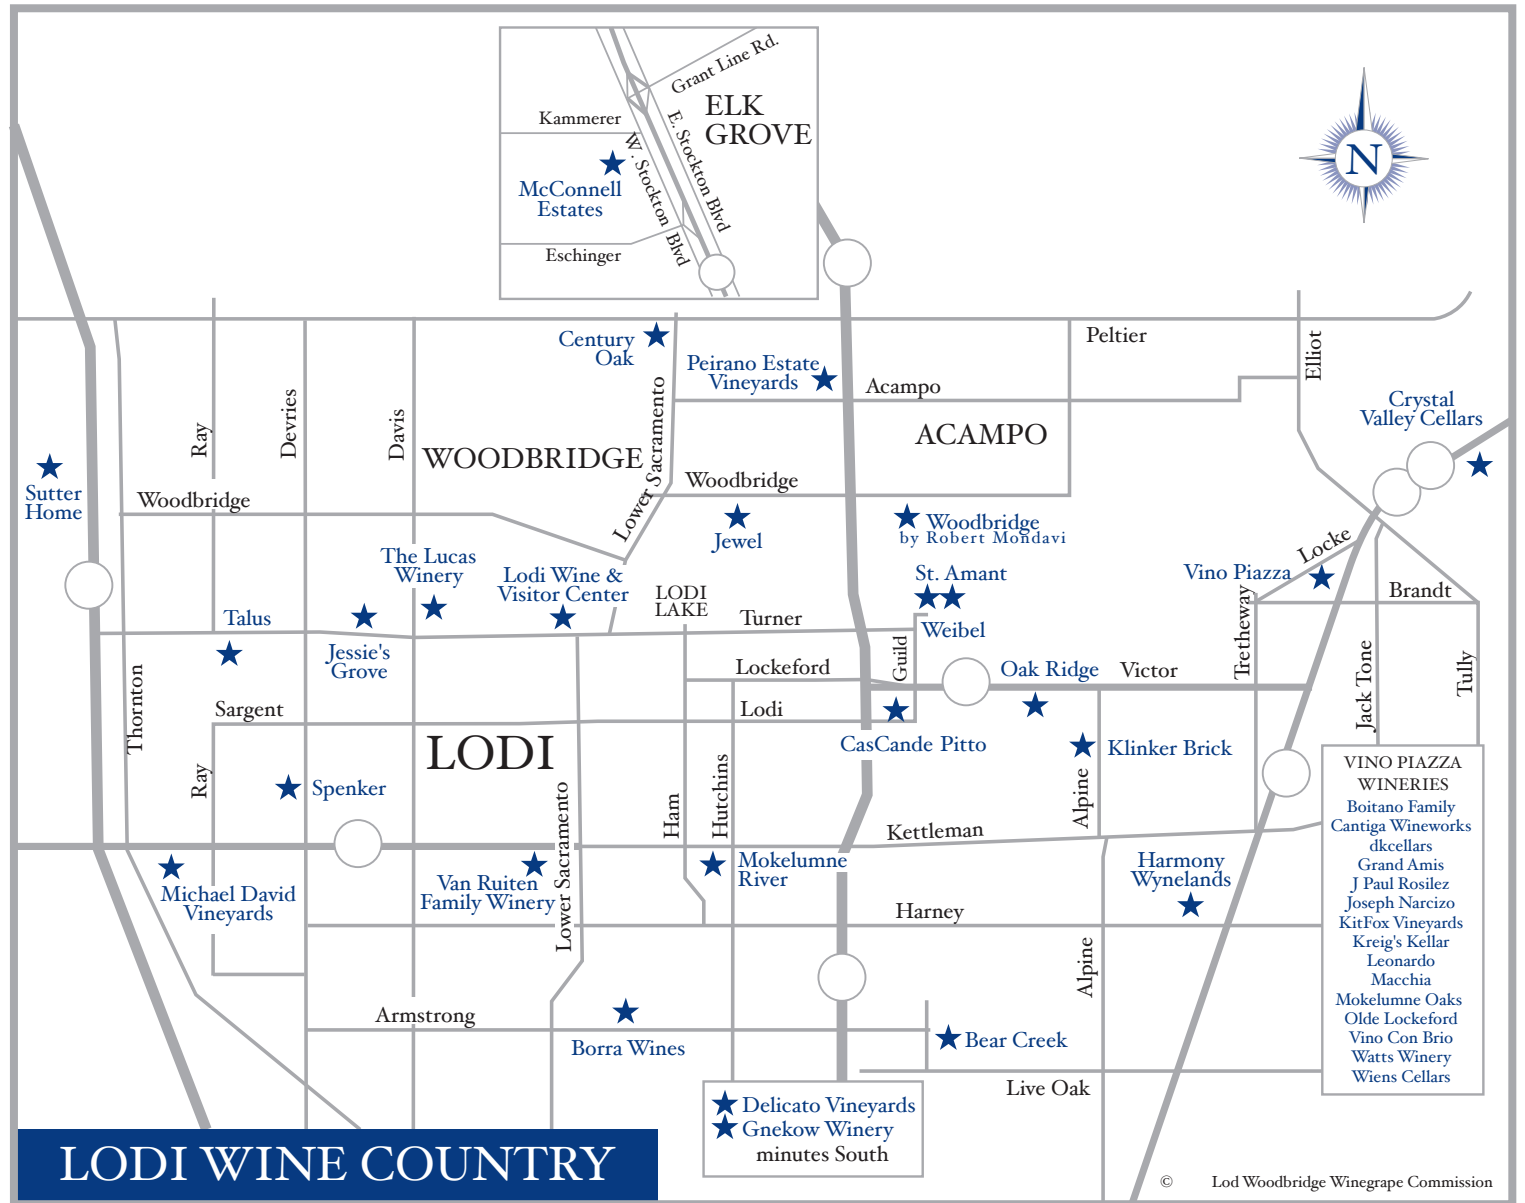 Grant Line Rd.
ELK
GROVE
Kammerer
E. Stockton Blvd
W. Stockton Blvd
McConnell
Estates
Eschinger
N
Century
Oak
Peltier
Elliot
Peirano Estate
Vineyards
Acampo
Crystal
Valley Cellars
Ray
Devries
Davis
WOODBRIDGE
Lower Sacramento
ACAMPO
Sutter
Home
Woodbridge
Woodbridge
Jewel
Woodbridge
by Robert Mondavi
Locke
The Lucas
Winery
Lodi Wine &
Visitor Center
LODI
LAKE
St. Amant
Vino Piazza
Brandt
Talus
Turner
Weibel
Jessie's
Grove
Guild
Tretheway
Jack Tone
Tully
Thornton
Lockeford
Oak Ridge
Victor
Sargent
Lodi
LODI
CasCande Pitto
Klinker Brick
Ray
Spenker
Lower Sacramento
Ham
Hutchins
Alpine
Kettleman
VINO PIAZZA
WINERIES
Boitano Family
Cantiga Wineworks
dkcellars
Grand Amis
J Paul Rosilez
Joseph Narcizo
KitFox Vineyards
Kreig's Kellar
Leonardo
Macchia
Mokelumne Oaks
Olde Lockeford
Vino Con Brio
Watts Winery
Wiens Cellars
Michael David
Vineyards
Van Ruiten
Family Winery
Mokelumne
River
Harmony
Wynelands
Harney
Alpine
Armstrong
Borra Wines
Bear Creek
Live Oak
Delicato Vineyards
Gnekow Winery
minutes South
LODI WINE COUNTRY
© Lod Woodbridge Winegrape Commission